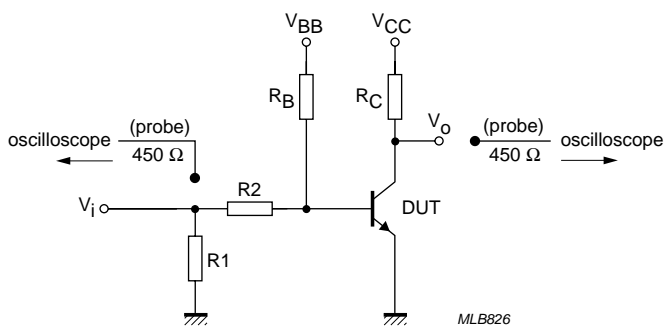 VBB
VCC
RB
RC
Vo
(probe)
oscilloscope
450 Ω
(probe)
oscilloscope
450 Ω
R2
DUT
Vi
R1
MLB826